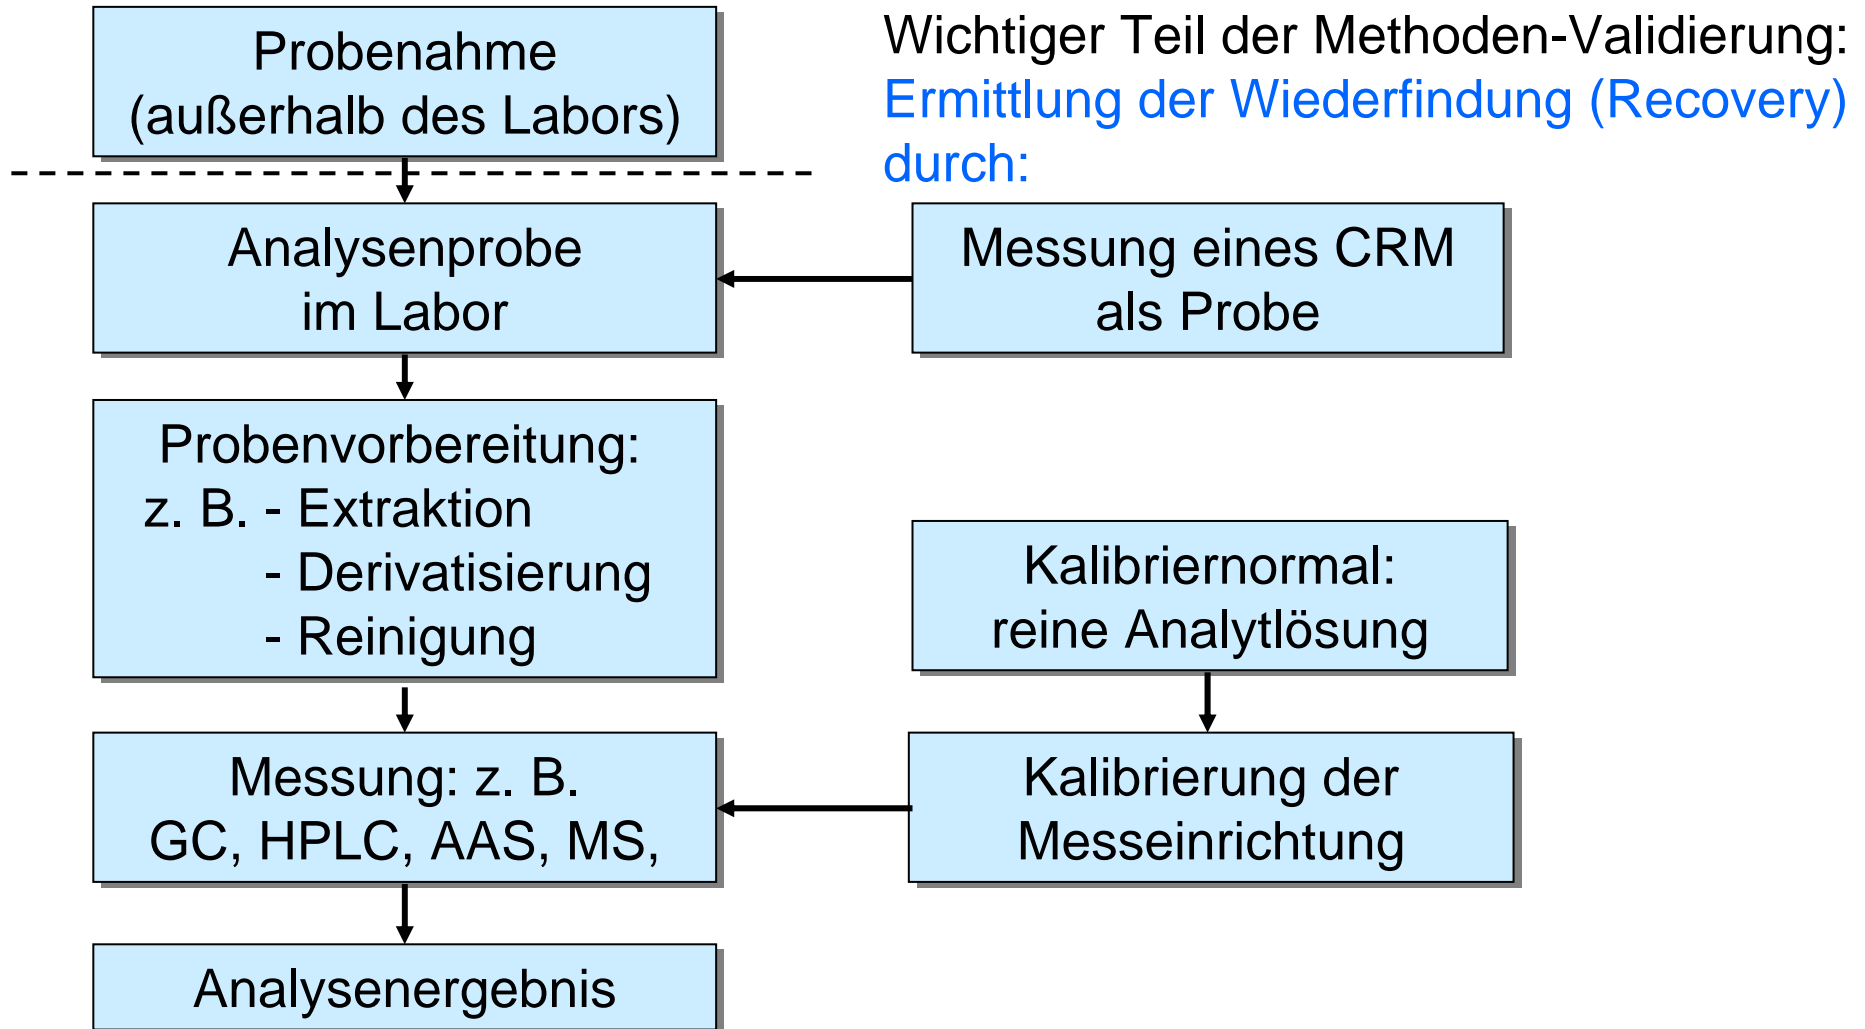 Probenahme
(außerhalb des Labors)
Wichtiger Teil der Methoden-Validierung:
Ermittlung der Wiederfindung (Recovery)
durch:
Analysenprobe
im Labor
Messung eines CRM
als Probe
Probenvorbereitung:
z. B. - Extraktion
- Derivatisierung
- Reinigung
Kalibriernormal:
reine Analytlösung
Messung: z. B.
GC, HPLC, AAS, MS,
Kalibrierung der
Messeinrichtung
Analysenergebnis